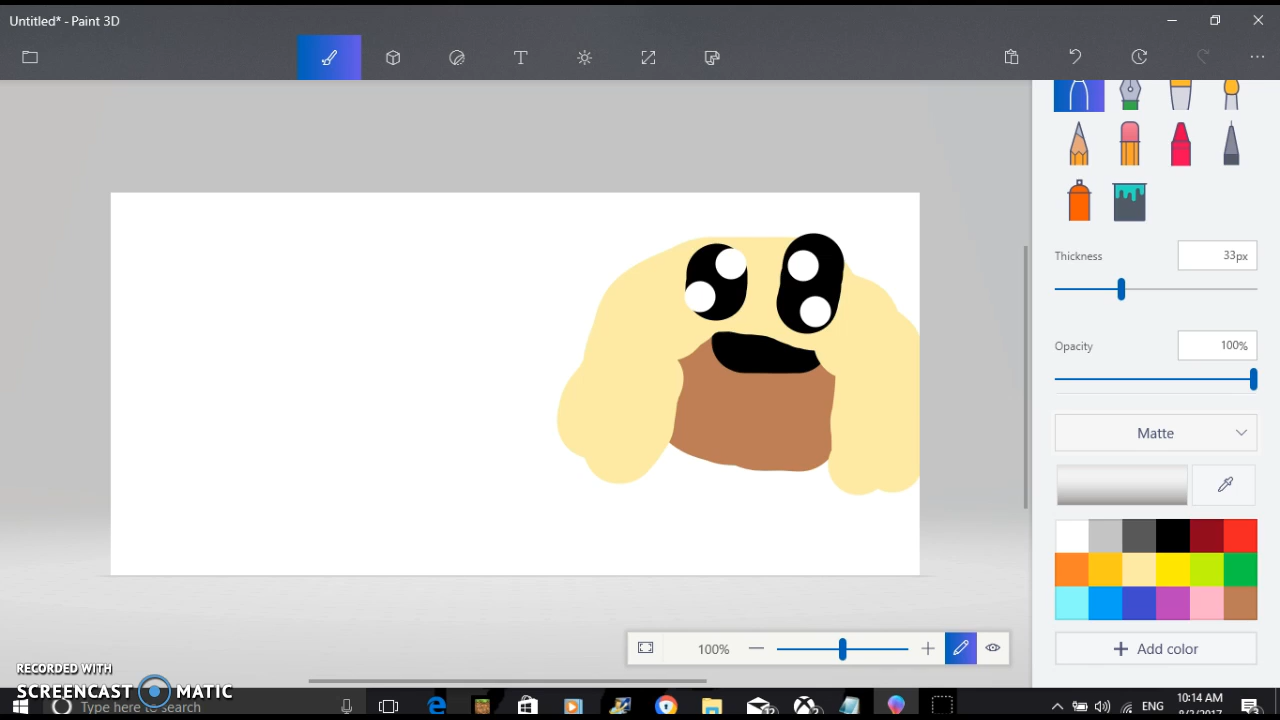 Untitled* - Paint 3D
T
Thickness
33px
Opacity
100%
Matte
Add color
100%
RECORDED WITH
SCREENCAST MATIC
Type here to search
ENG
10:14 AM